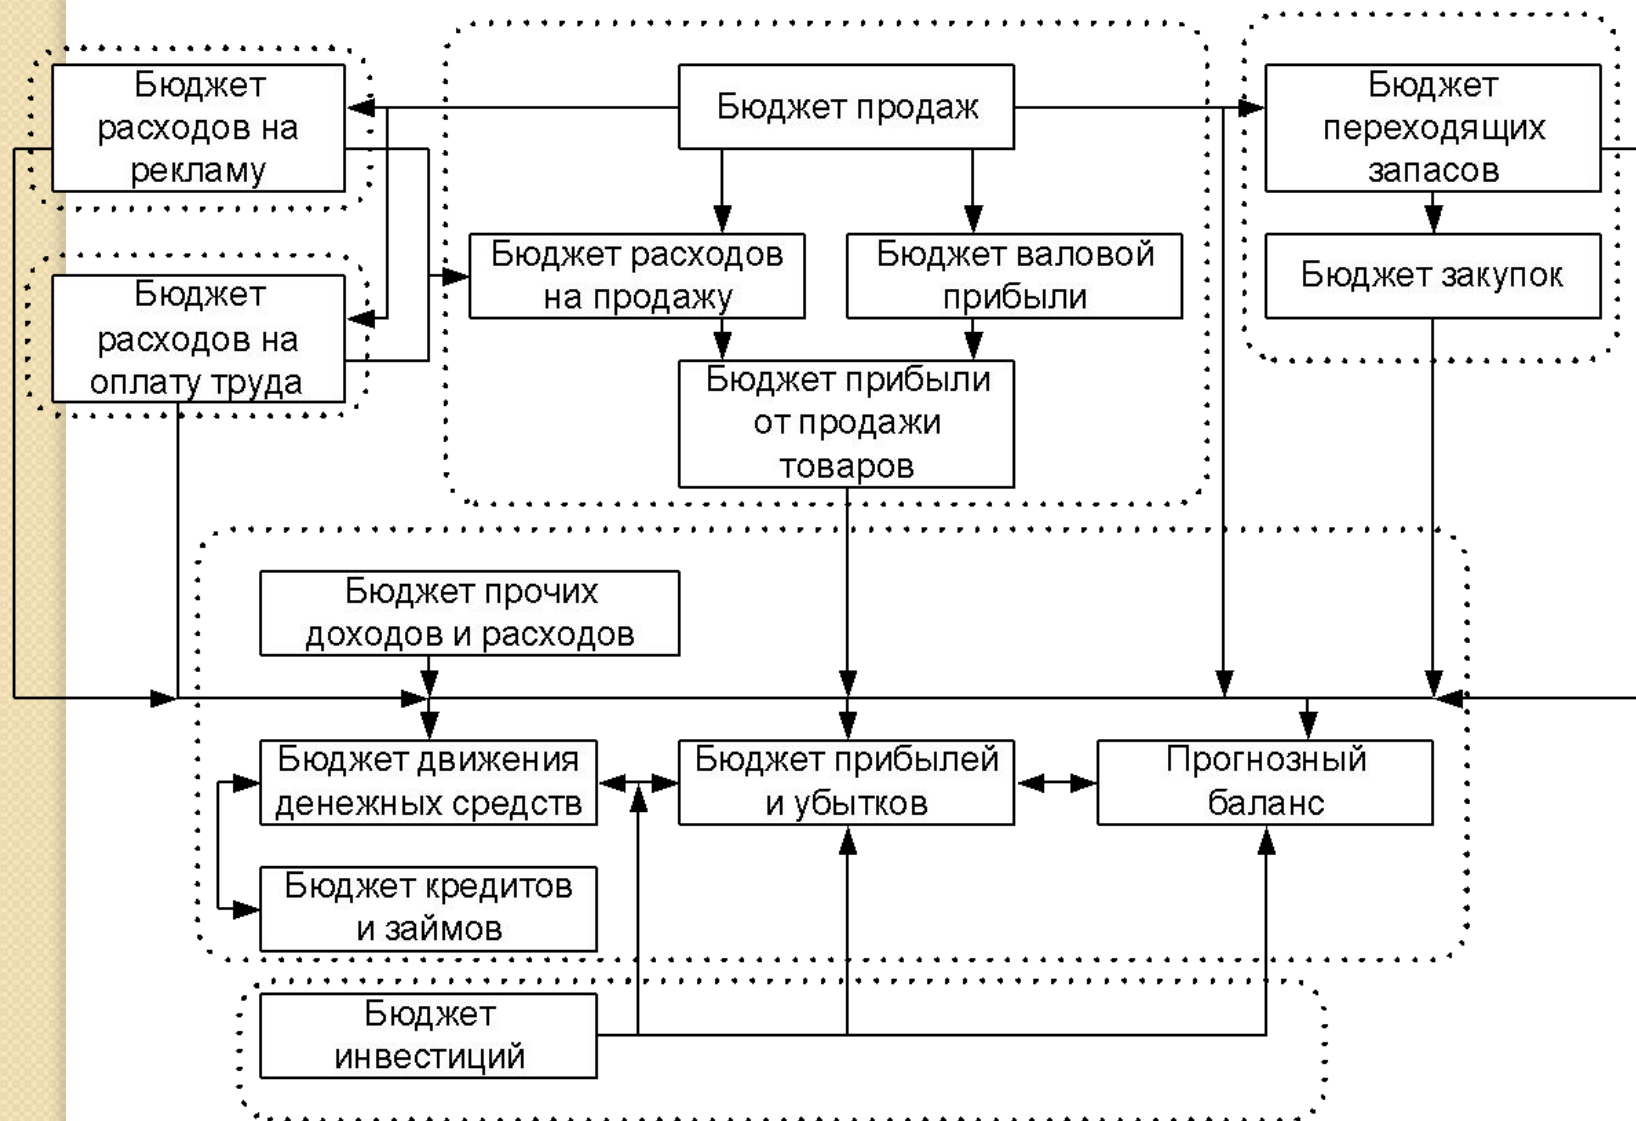 Бюджет
расходов на
рекламу
Бюджет продаж
Бюджет
переходящих
запасов
Бюджет
расходов на
оплату труда
Бюджет расходов
на продажу
Бюджет валовой
прибыли
Бюджет закупок
Бюджет прибыли
от продажи
товаров
Бюджет прочих
доходов и расходов
Бюджет движения
денежных средств
Бюджет прибылей
и убытков
Прогнозный
баланс
Бюджет кредитов
и займов
Бюджет
инвестиций